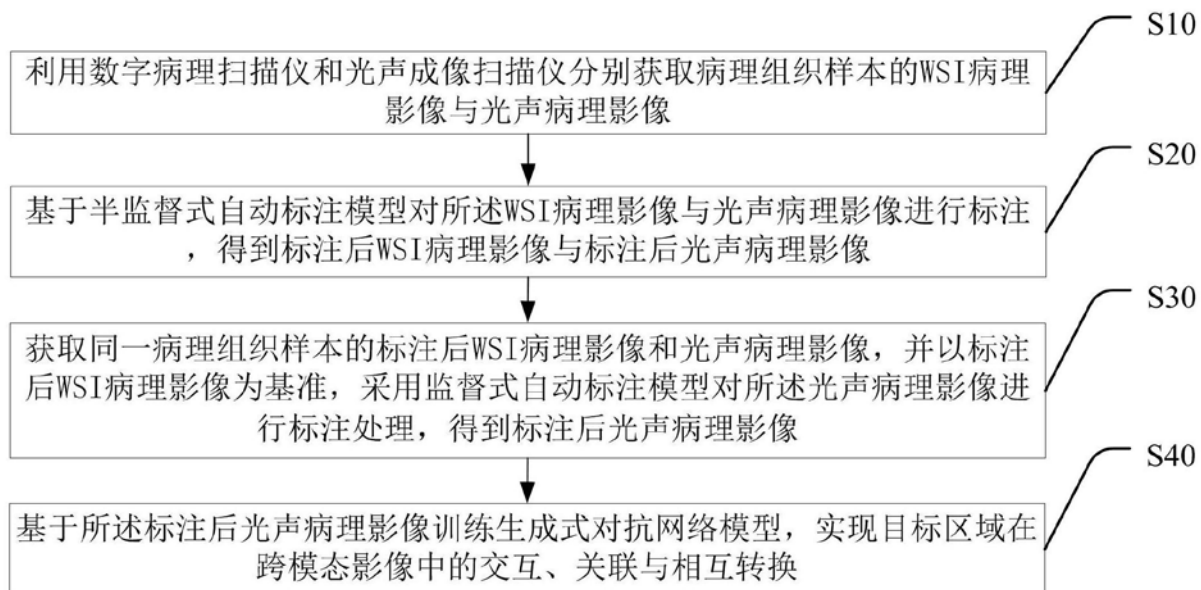 S10
利用数字病理扫描仪和光声成像扫描仪分别获取病理组织样本的WSI病理
影像与光声病理影像
S20
基于半监督式自动标注模型对所述WSI病理影像与光声病理影像进行标注
，得到标注后WSI病理影像与标注后光声病理影像
S30
获取同一病理组织样本的标注后WSI病理影像和光声病理影像，并以标注
后WSI病理影像为基准，采用监督式自动标注模型对所述光声病理影像进
行标注处理，得到标注后光声病理影像
S40
基于所述标注后光声病理影像训练生成式对抗网络模型，实现目标区域在
跨模态影像中的交互、关联与相互转换